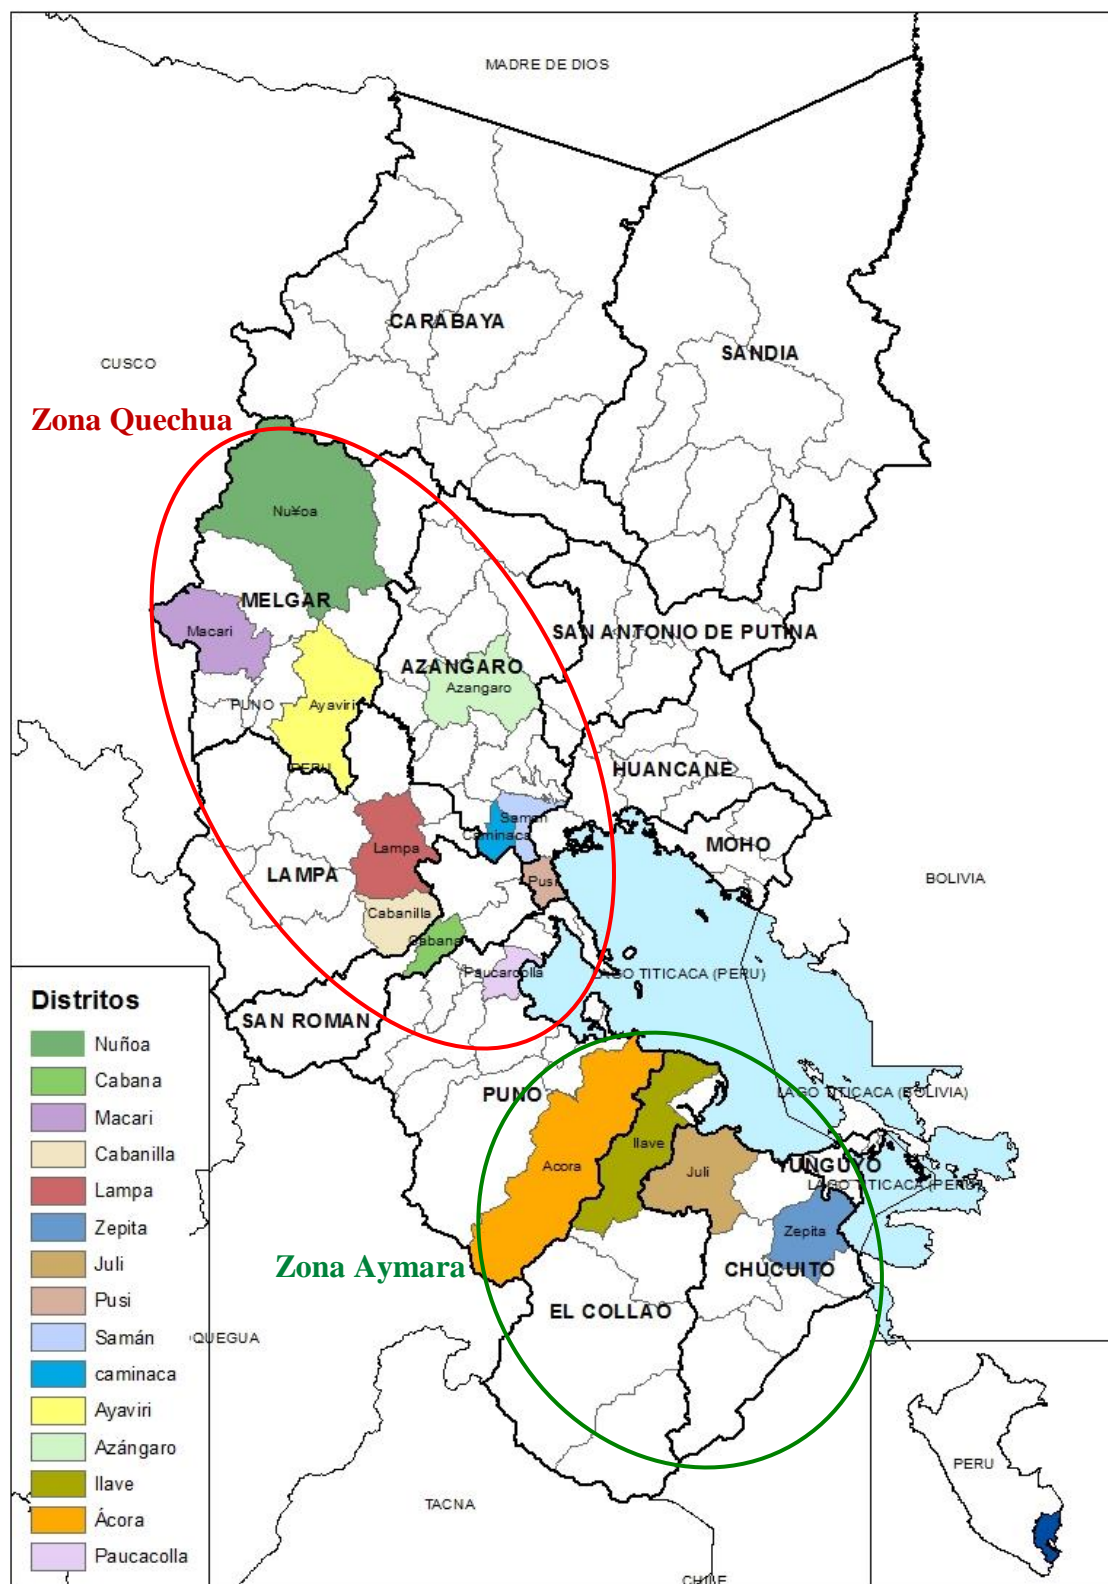 MADRE DE DIOS
CARABAYA
SANDIA
CUSCO
Zona Quechua
Nu¥oa
MELGAR
Macari
SAN ANTONIO DE PUTINA
AZANGARO
Azangaro
PUNO
Ayaviri
PERU
HUANCANE
Saman
Caminaca
MOHO
Lampa
LAMPA
Pusi
BOLIVIA
Cabanilla
Cabana
Paucarcolla
LAGO TITICACA (PERU)
SAN ROMAN
PUNO
LAGO TITICACA (BOLIVIA)
Ilave
Acora
Juli
YUNGUYO
LAGO TITICACA (PERU)
Zepita
Zona Aymara
CHUCUITO
EL COLLAO
QUEGUA
TACNA
CHILE
PERU
Distritos
Nuñoa
Cabana
Macari
Cabanilla
Lampa
Zepita
Juli
Pusi
Samán
caminaca
Ayaviri
Azángaro
Ilave
Ácora
Paucacolla